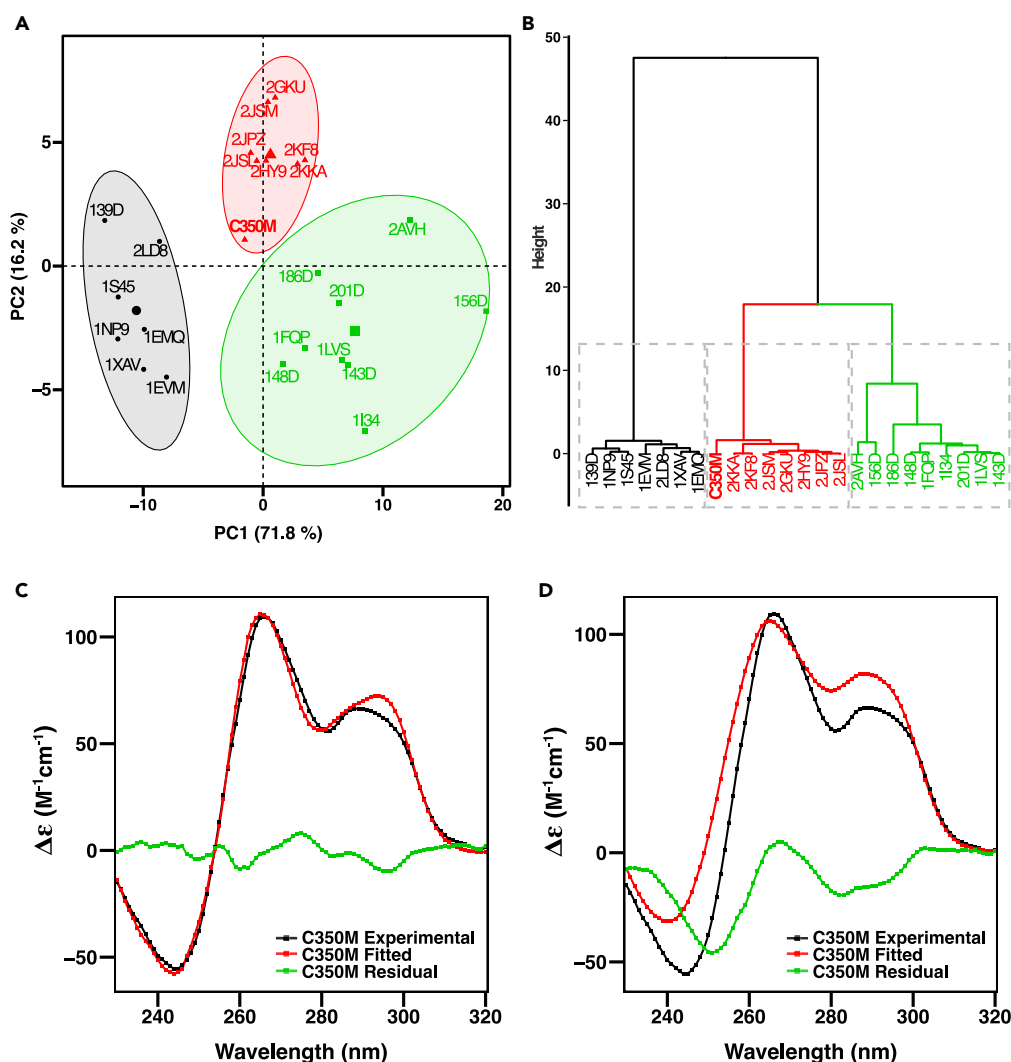 A
2GKU
2JSM
2JPZ
2KF8
2JSL
2HY9
2KKA
C350M
139D
2LD8
2AVH
1S45
186D
201D
156D
1NP9
1EMQ
1FQP
1LVS
1XAV
1EVM
148D
143D
1I34
5
0
−5
−10
0
10
20
PC2 (16.2 %)
PC1 (71.8 %)
B
50
40
30
20
10
0
Height
139D
1NP9
1S45
1EVM
2LD8
1XAV
1EMQ
C350M
2KKA
2KF8
2JSM
2GKU
2HY9
2JPZ
2JSL
2AVH
156D
186D
148D
1FQP
1I34
201D
1LVS
143D
C
100
50
0
−50
Δε (M⁻¹cm⁻¹)
C350M Experimental
C350M Fitted
C350M Residual
240 260 280 300 320
Wavelength (nm)
D
100
50
0
−50
Δε (M⁻¹cm⁻¹)
C350M Experimental
C350M Fitted
C350M Residual
240 260 280 300 320
Wavelength (nm)